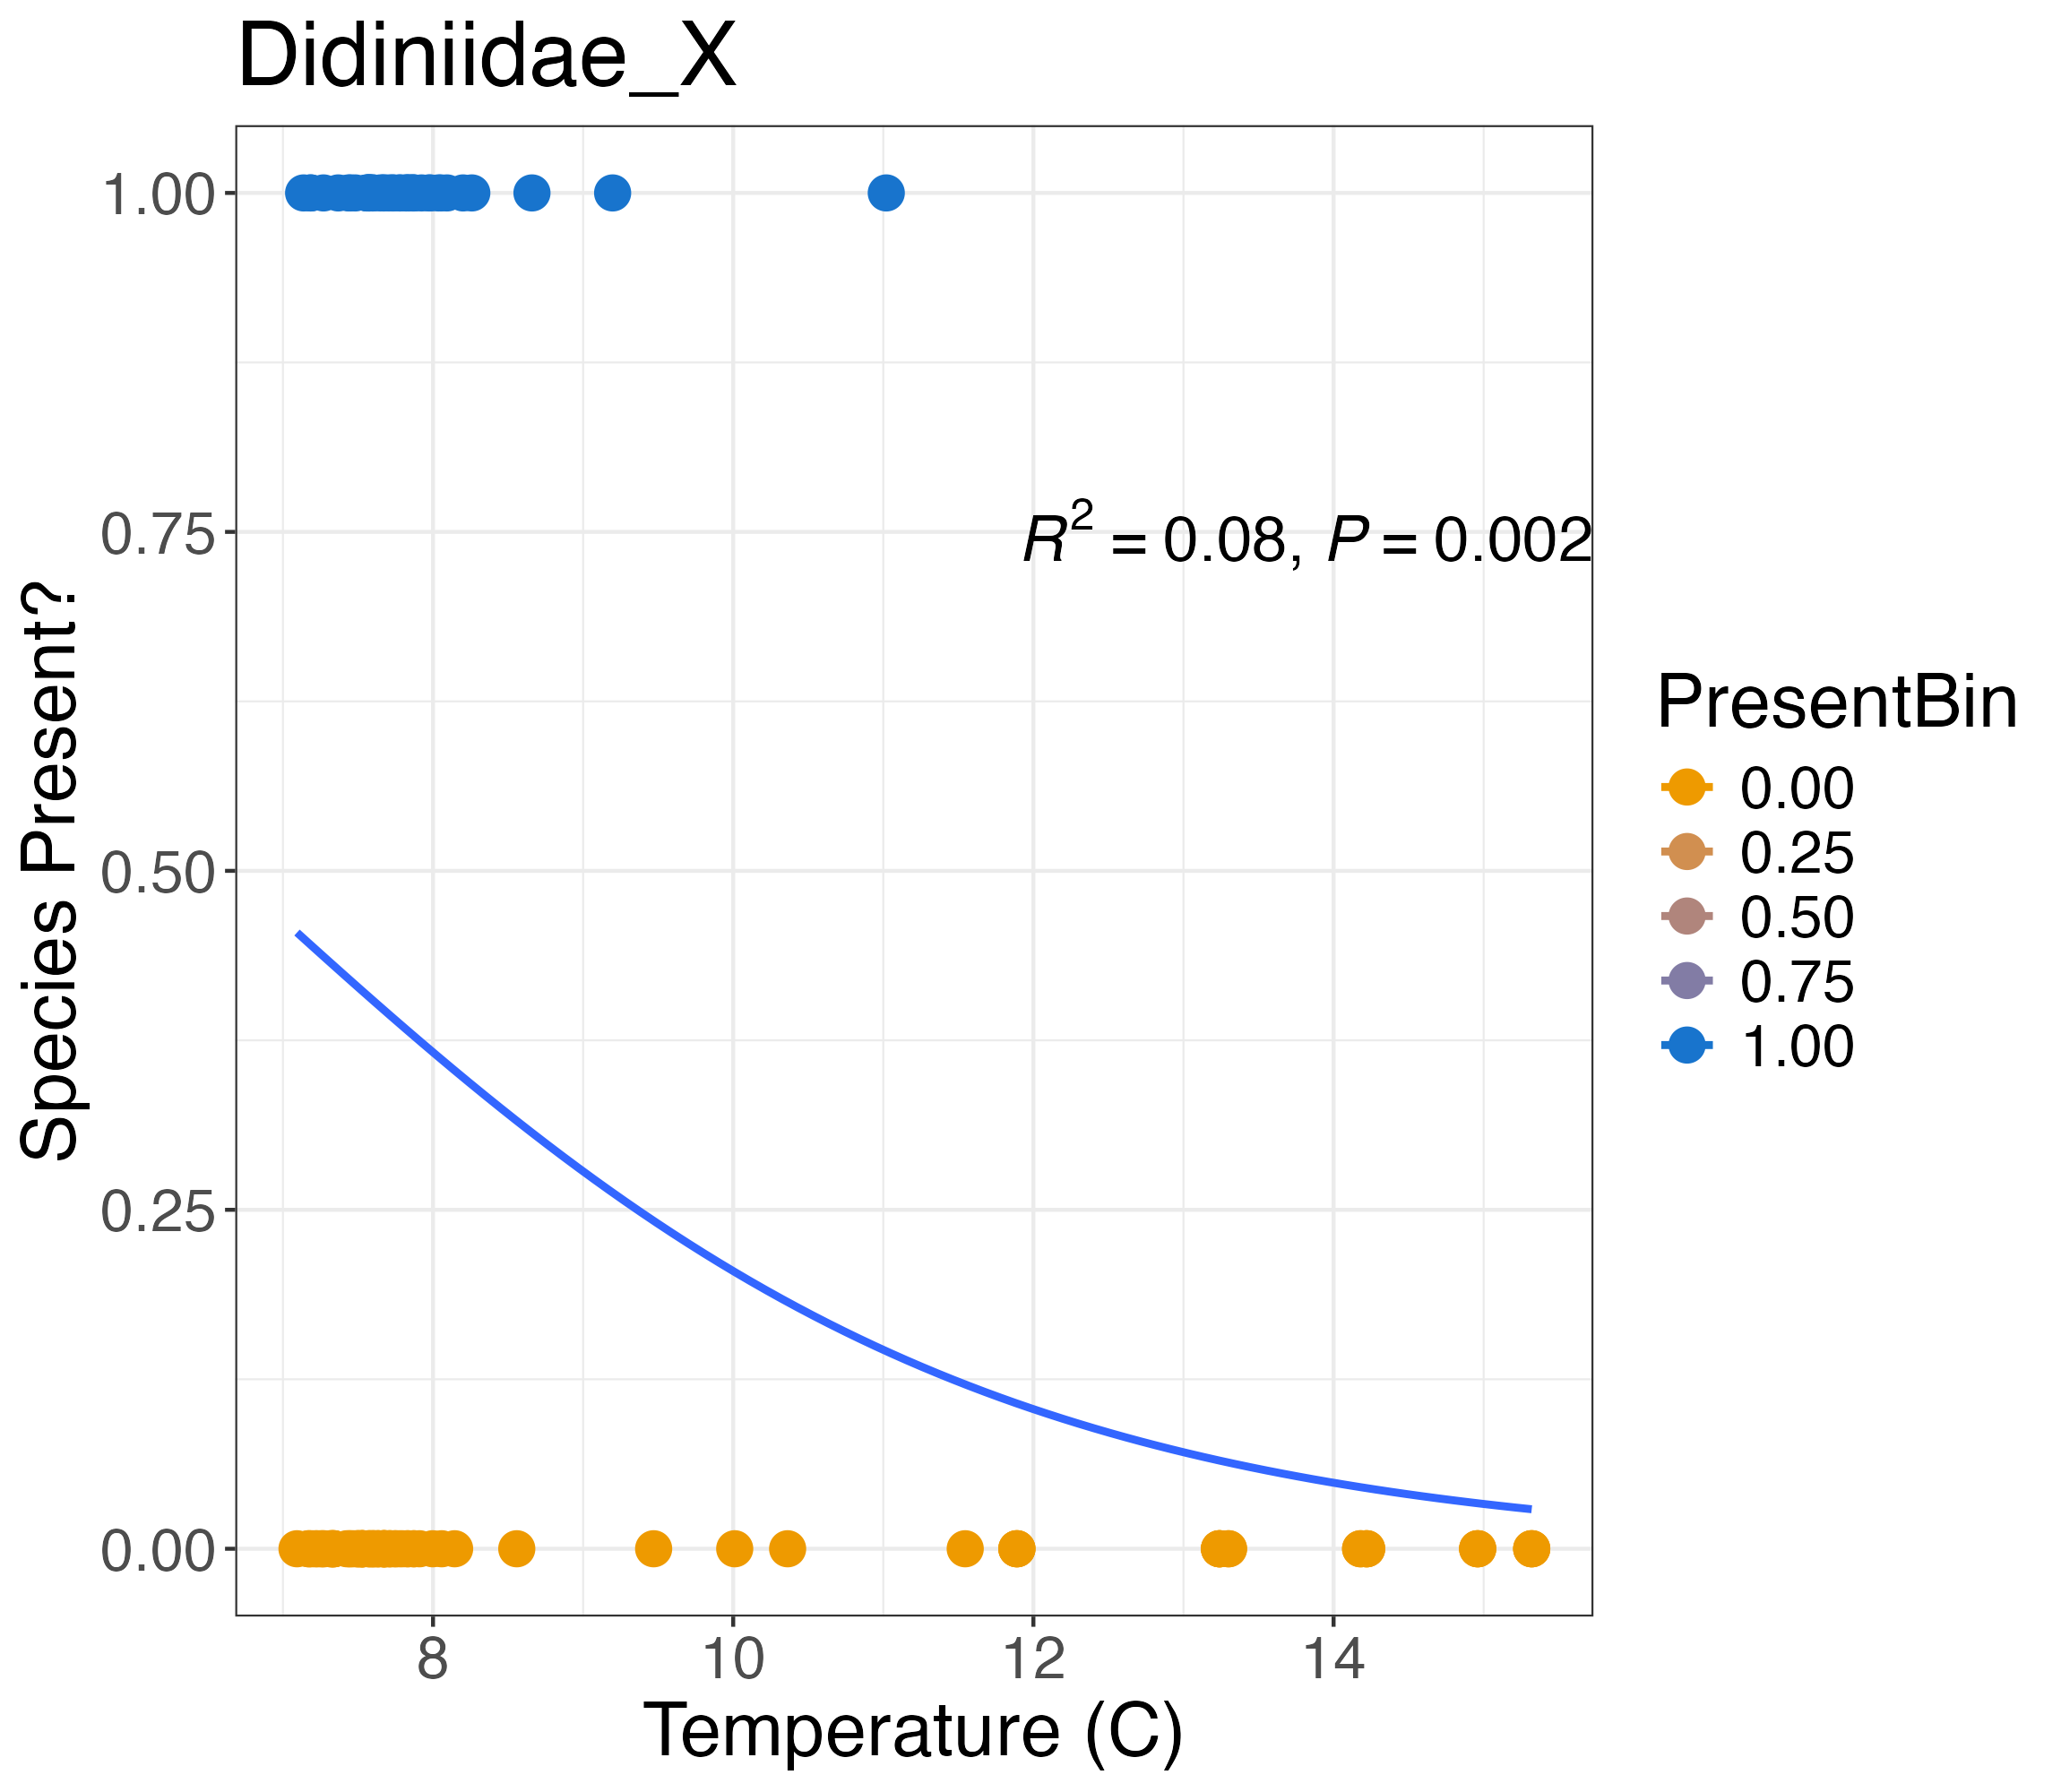 Didiniidae_X
1.00
0.75
0.50
0.25
0.00
Species Present?
R² = 0.08, P = 0.002
8 10 12 14
Temperature (C)
PresentBin
0.00
0.25
0.50
0.75
1.00